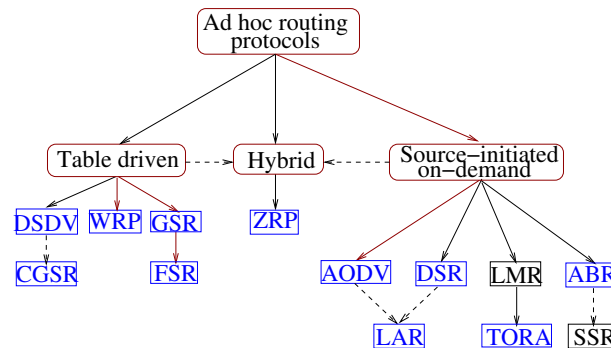 Ad hoc routing
protocols
Table driven
Hybrid
Source-initiated
on-demand
DSDV
WRP
GSR
ZRP
CGSR
FSR
AODV
DSR
LMR
ABR
LAR
TORA
SSR